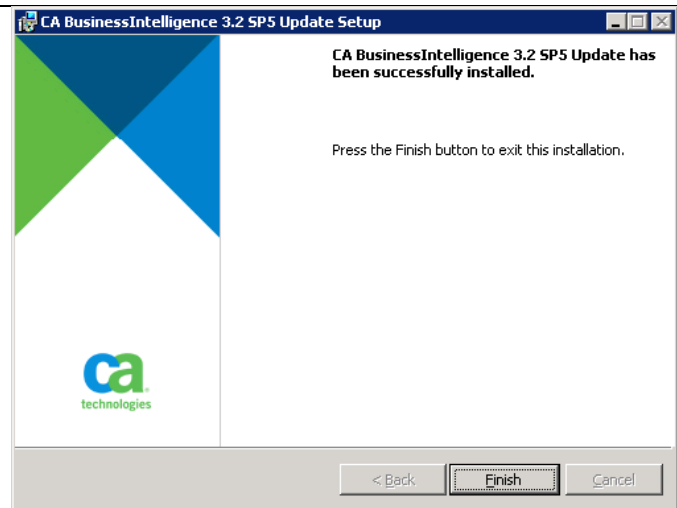 CA BusinessIntelligence 3.2 SP5 Update Setup
CA BusinessIntelligence 3.2 SP5 Update has
been successfully installed.
Press the Finish button to exit this installation.
ca
technologies
< Back
Finish
Cancel